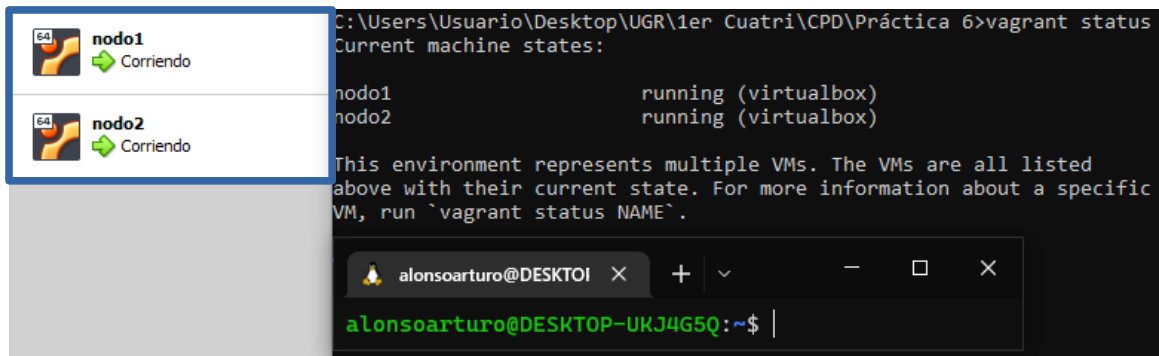 64
nodo1
Corriendo
64
nodo2
Corriendo
C:\Users\Usuario\Desktop\UGR\1er Cuatri\CPD\Práctica 6>vagrant status
Current machine states:
nodo1 running (virtualbox)
nodo2 running (virtualbox)
This environment represents multiple VMs. The VMs are all listed
above with their current state. For more information about a specific
VM, run `vagrant status NAME`.
alonsoarturo@DESKTOI
alonsoarturo@DESKTOP-UKJ4G5Q:~$